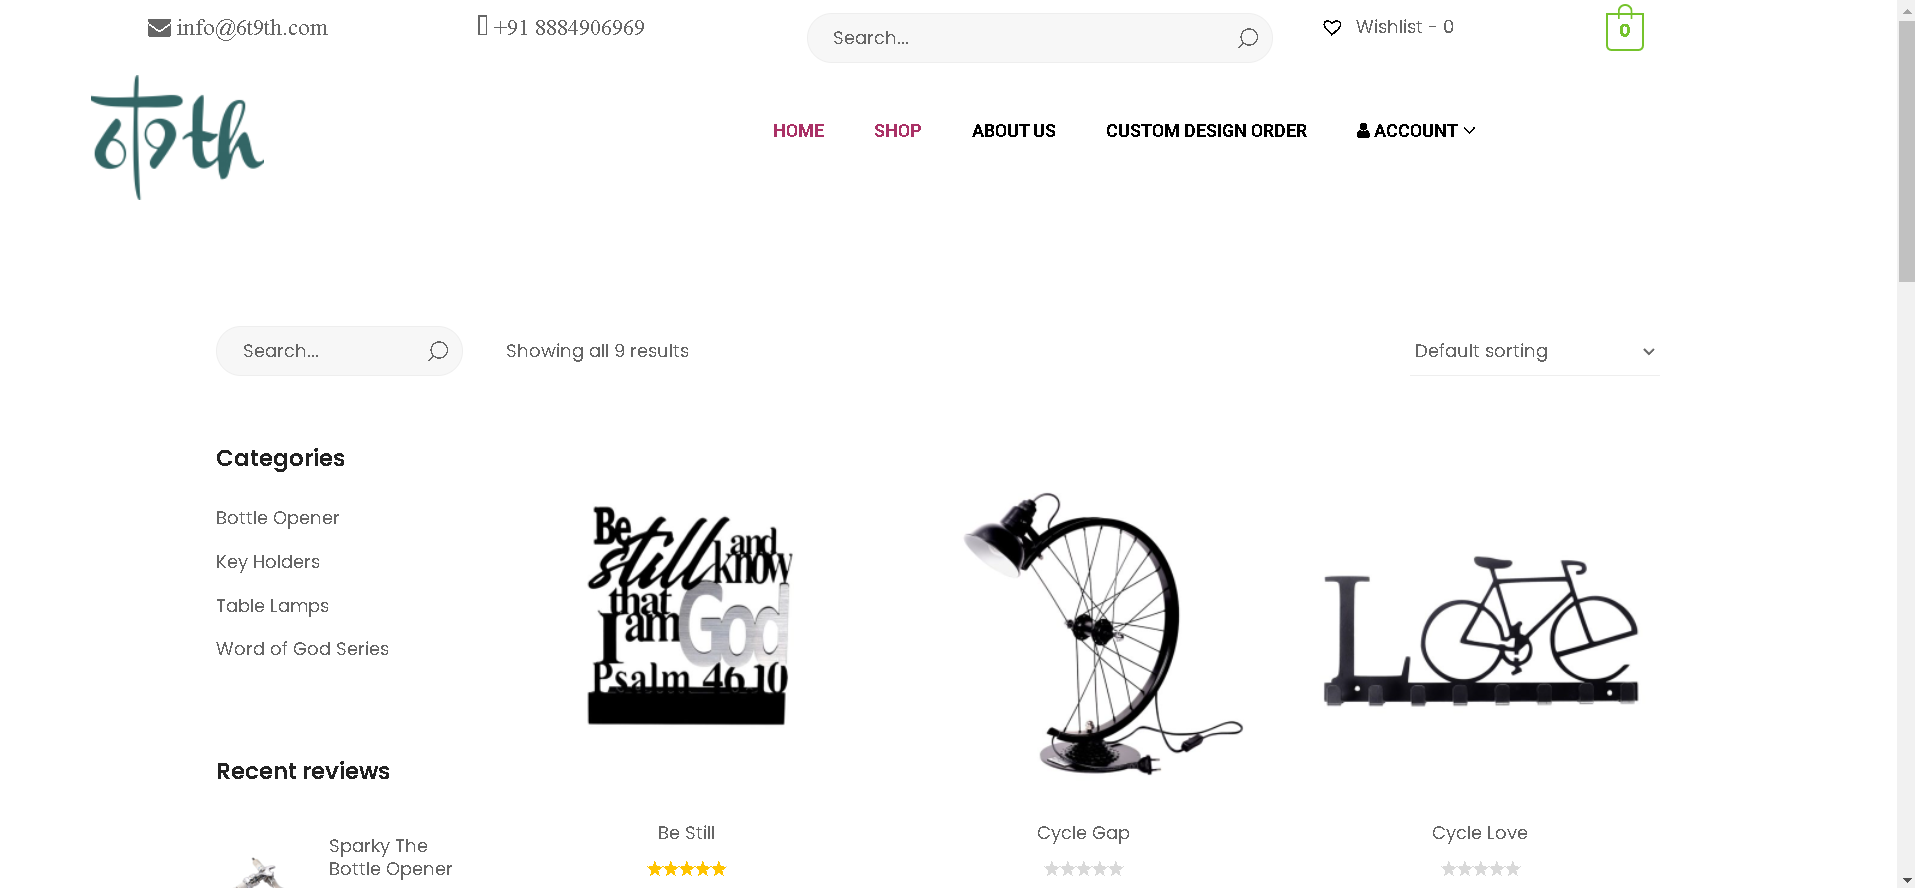 info@6t9th.com
+91 8884906969
Search...
Wishlist - 0
0
6t9th
HOME
SHOP
ABOUT US
CUSTOM DESIGN ORDER
ACCOUNT
Search...
Showing all 9 results
Default sorting
Categories
Bottle Opener
Key Holders
Table Lamps
Word of God Series
Be
still and
know
that
I am God
Psalm 46.10
Love
Be Still
Cycle Gap
Cycle Love
Recent reviews
Sparky The
Bottle Opener